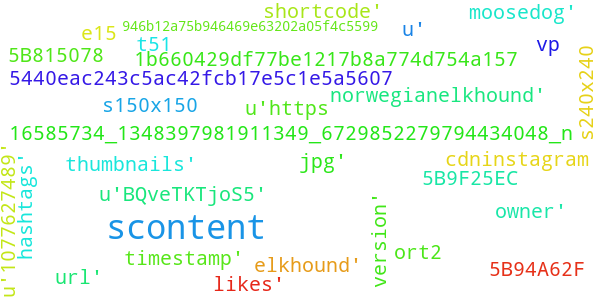 shortcode'
moosedog'
946b12a75b946469e63202a05f4c5599
u'
e15
t51
vp
5B815078
1b660429df77be1217b8a774d754a157
s240x240
5440eac243c5ac42fcb17e5c1e5a5607
norwegianelkhound'
s150x150
u'https
16585734_1348397981911349_6729852279794434048_n
u'1077627489'
hashtags'
thumbnails'
jpg'
cdninstagram
5B9F25EC
u'BQveTKTjoS5'
version'
owner'
scontent
ort2
timestamp'
elkhound'
5B94A62F
url'
likes'